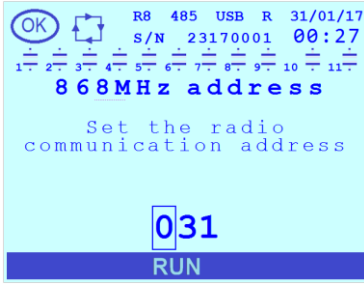 OK R8 485 USB R 31/01/17
S/N 23170001 00:27
1 2 3 4 5 6 7 8 9 10 11
868MHz address
Set the radio
communication address
031
RUN